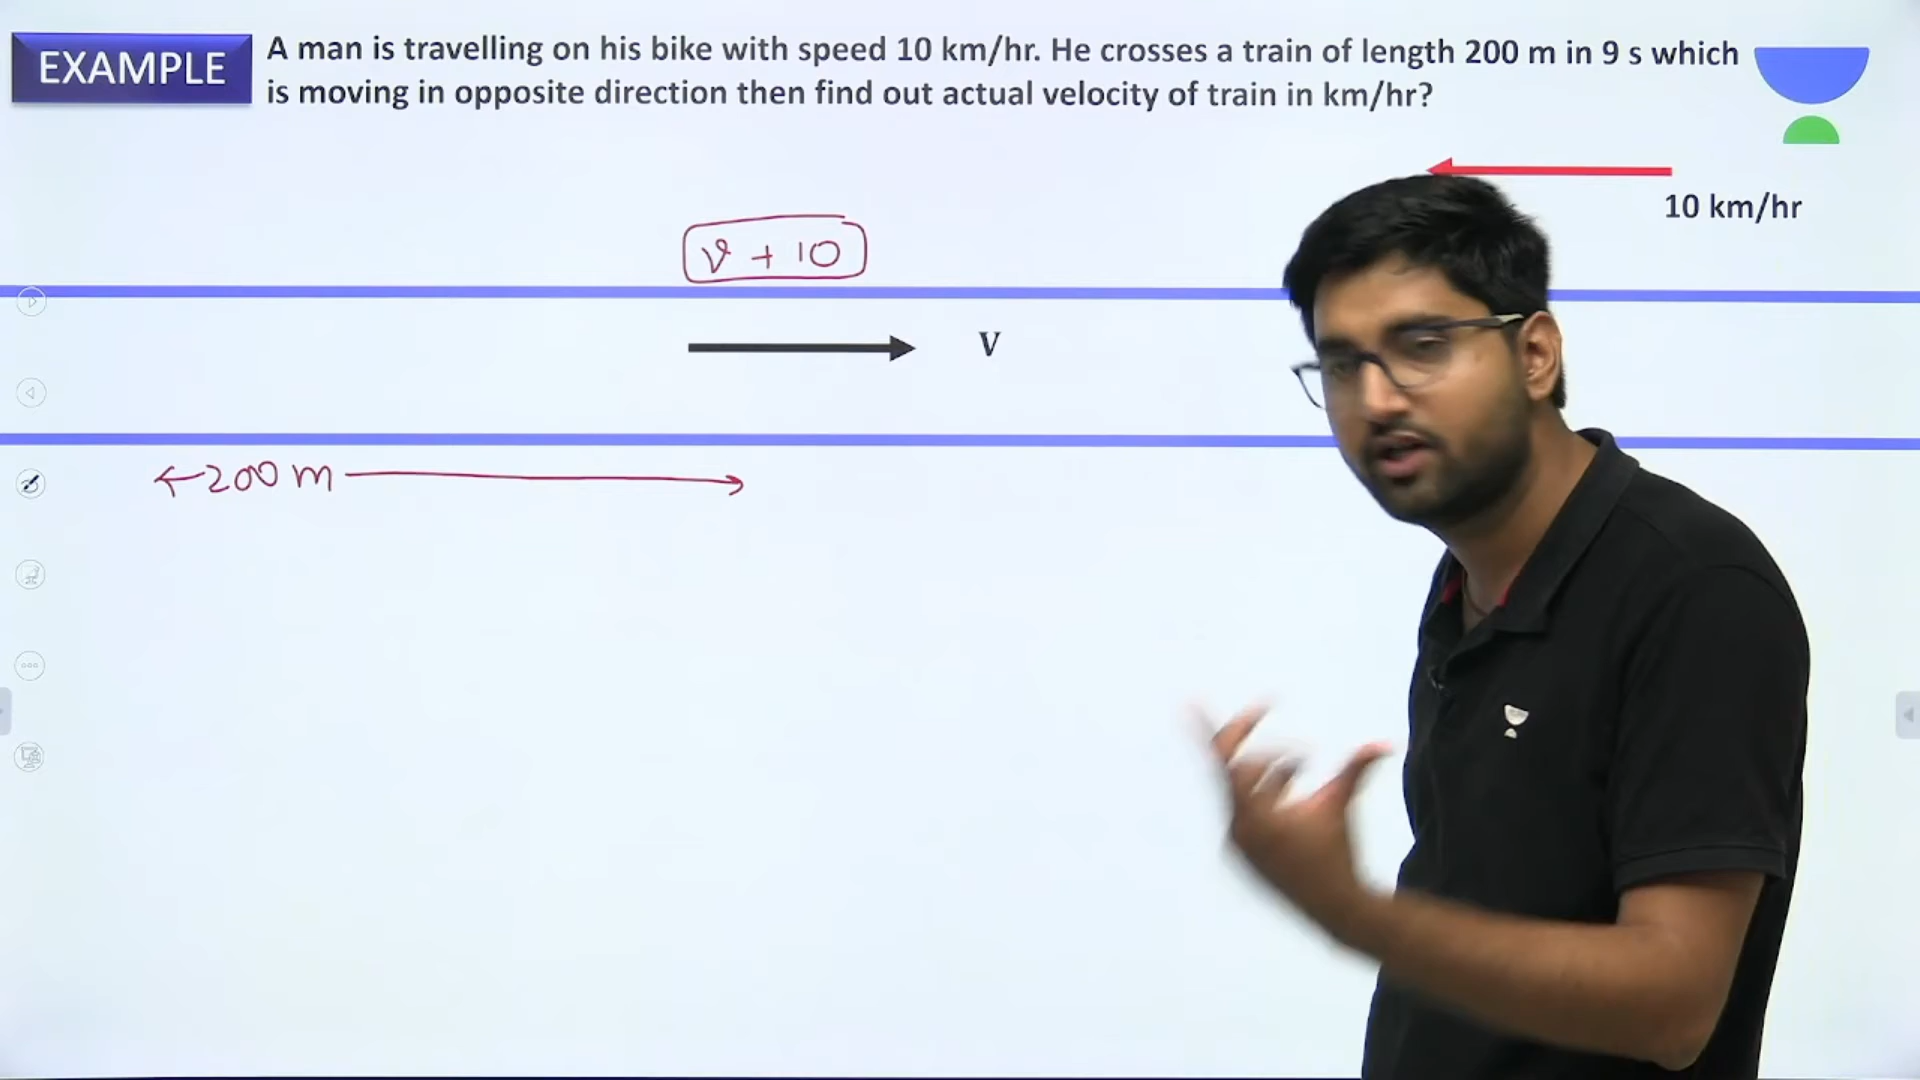 EXAMPLE
A man is travelling on his bike with speed 10 km/hr. He crosses a train of length 200 m in 9 s which
is moving in opposite direction then find out actual velocity of train in km/hr?
10 km/hr
v + 10
V
200 m